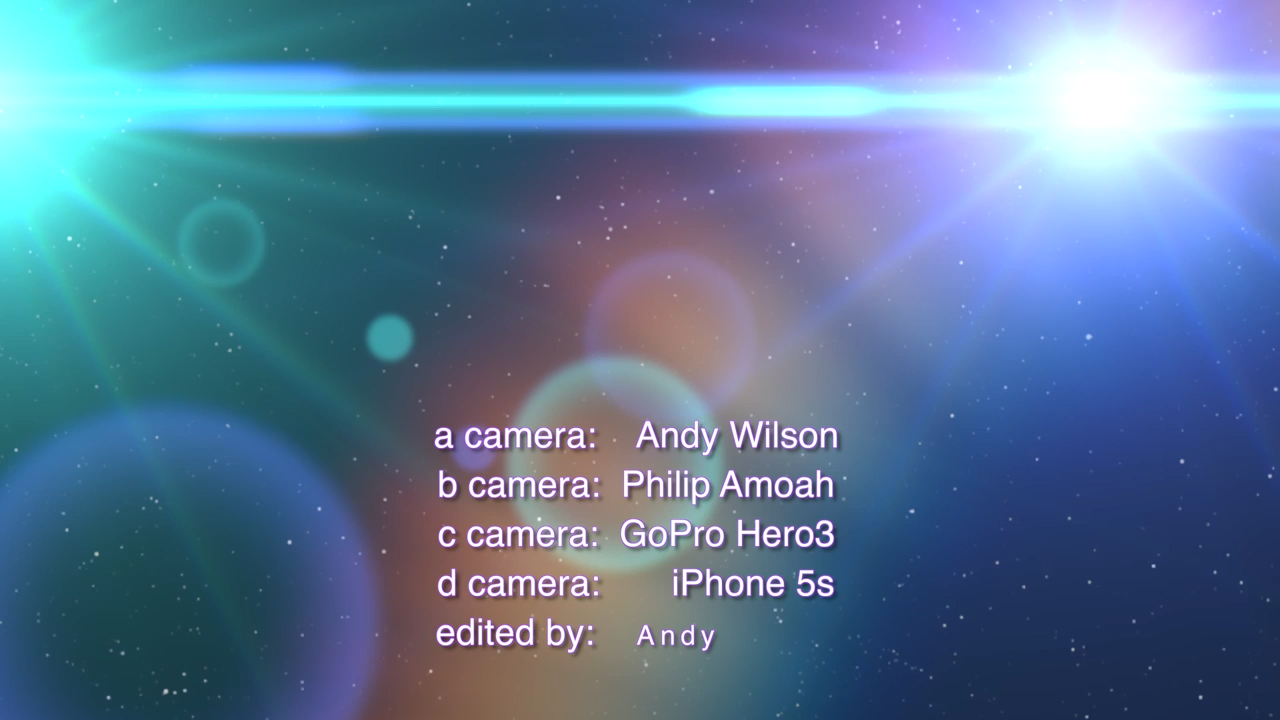 a camera: Andy Wilson
b camera: Philip Amoah
c camera: GoPro Hero3
d camera: iPhone 5s
edited by: Andy